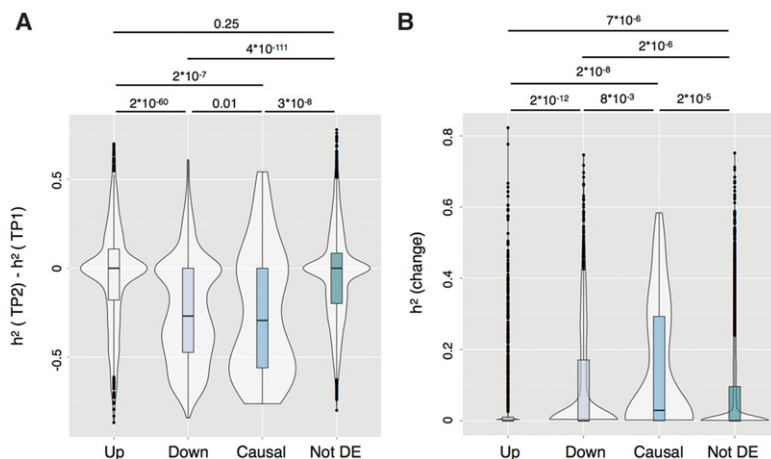 A
0.25
4*10-111
2*10-7
2*10-60 0.01 3*10-8
h² ( TP2) - h² ( TP1)
0.5
0
-0.5
Up Down Causal Not DE
B
7*10-6
2*10-6
2*10-8
2*10-12 8*10-3 2*10-5
h² (change)
0.8
0.6
0.4
0.2
0
Up Down Causal Not DE